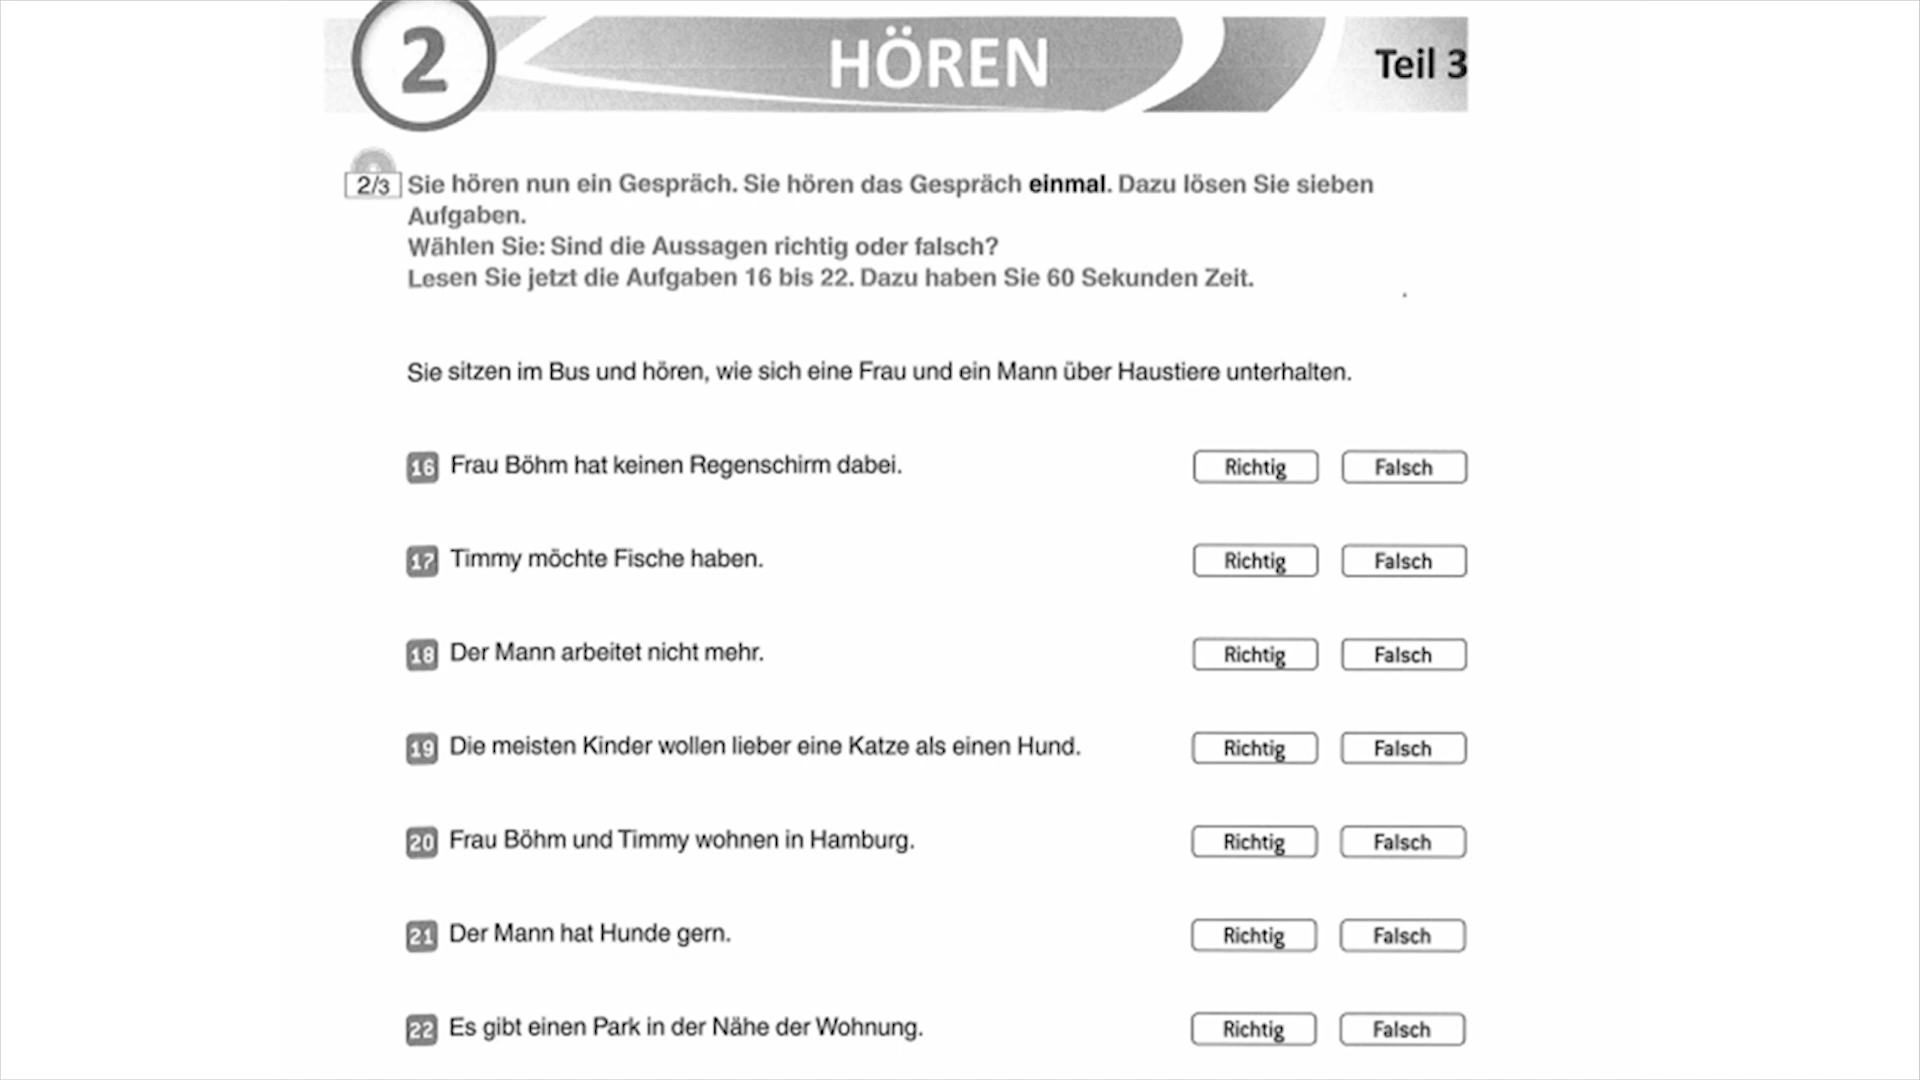 2 HÖREN Teil 3
2/3 Sie hören nun ein Gespräch. Sie hören das Gespräch einmal. Dazu lösen Sie sieben
Aufgaben.
Wählen Sie: Sind die Aussagen richtig oder falsch?
Lesen Sie jetzt die Aufgaben 16 bis 22. Dazu haben Sie 60 Sekunden Zeit.
Sie sitzen im Bus und hören, wie sich eine Frau und ein Mann über Haustiere unterhalten.
16 Frau Böhm hat keinen Regenschirm dabei. Richtig Falsch
17 Timmy möchte Fische haben. Richtig Falsch
18 Der Mann arbeitet nicht mehr. Richtig Falsch
19 Die meisten Kinder wollen lieber eine Katze als einen Hund. Richtig Falsch
20 Frau Böhm und Timmy wohnen in Hamburg. Richtig Falsch
21 Der Mann hat Hunde gern. Richtig Falsch
22 Es gibt einen Park in der Nähe der Wohnung. Richtig Falsch